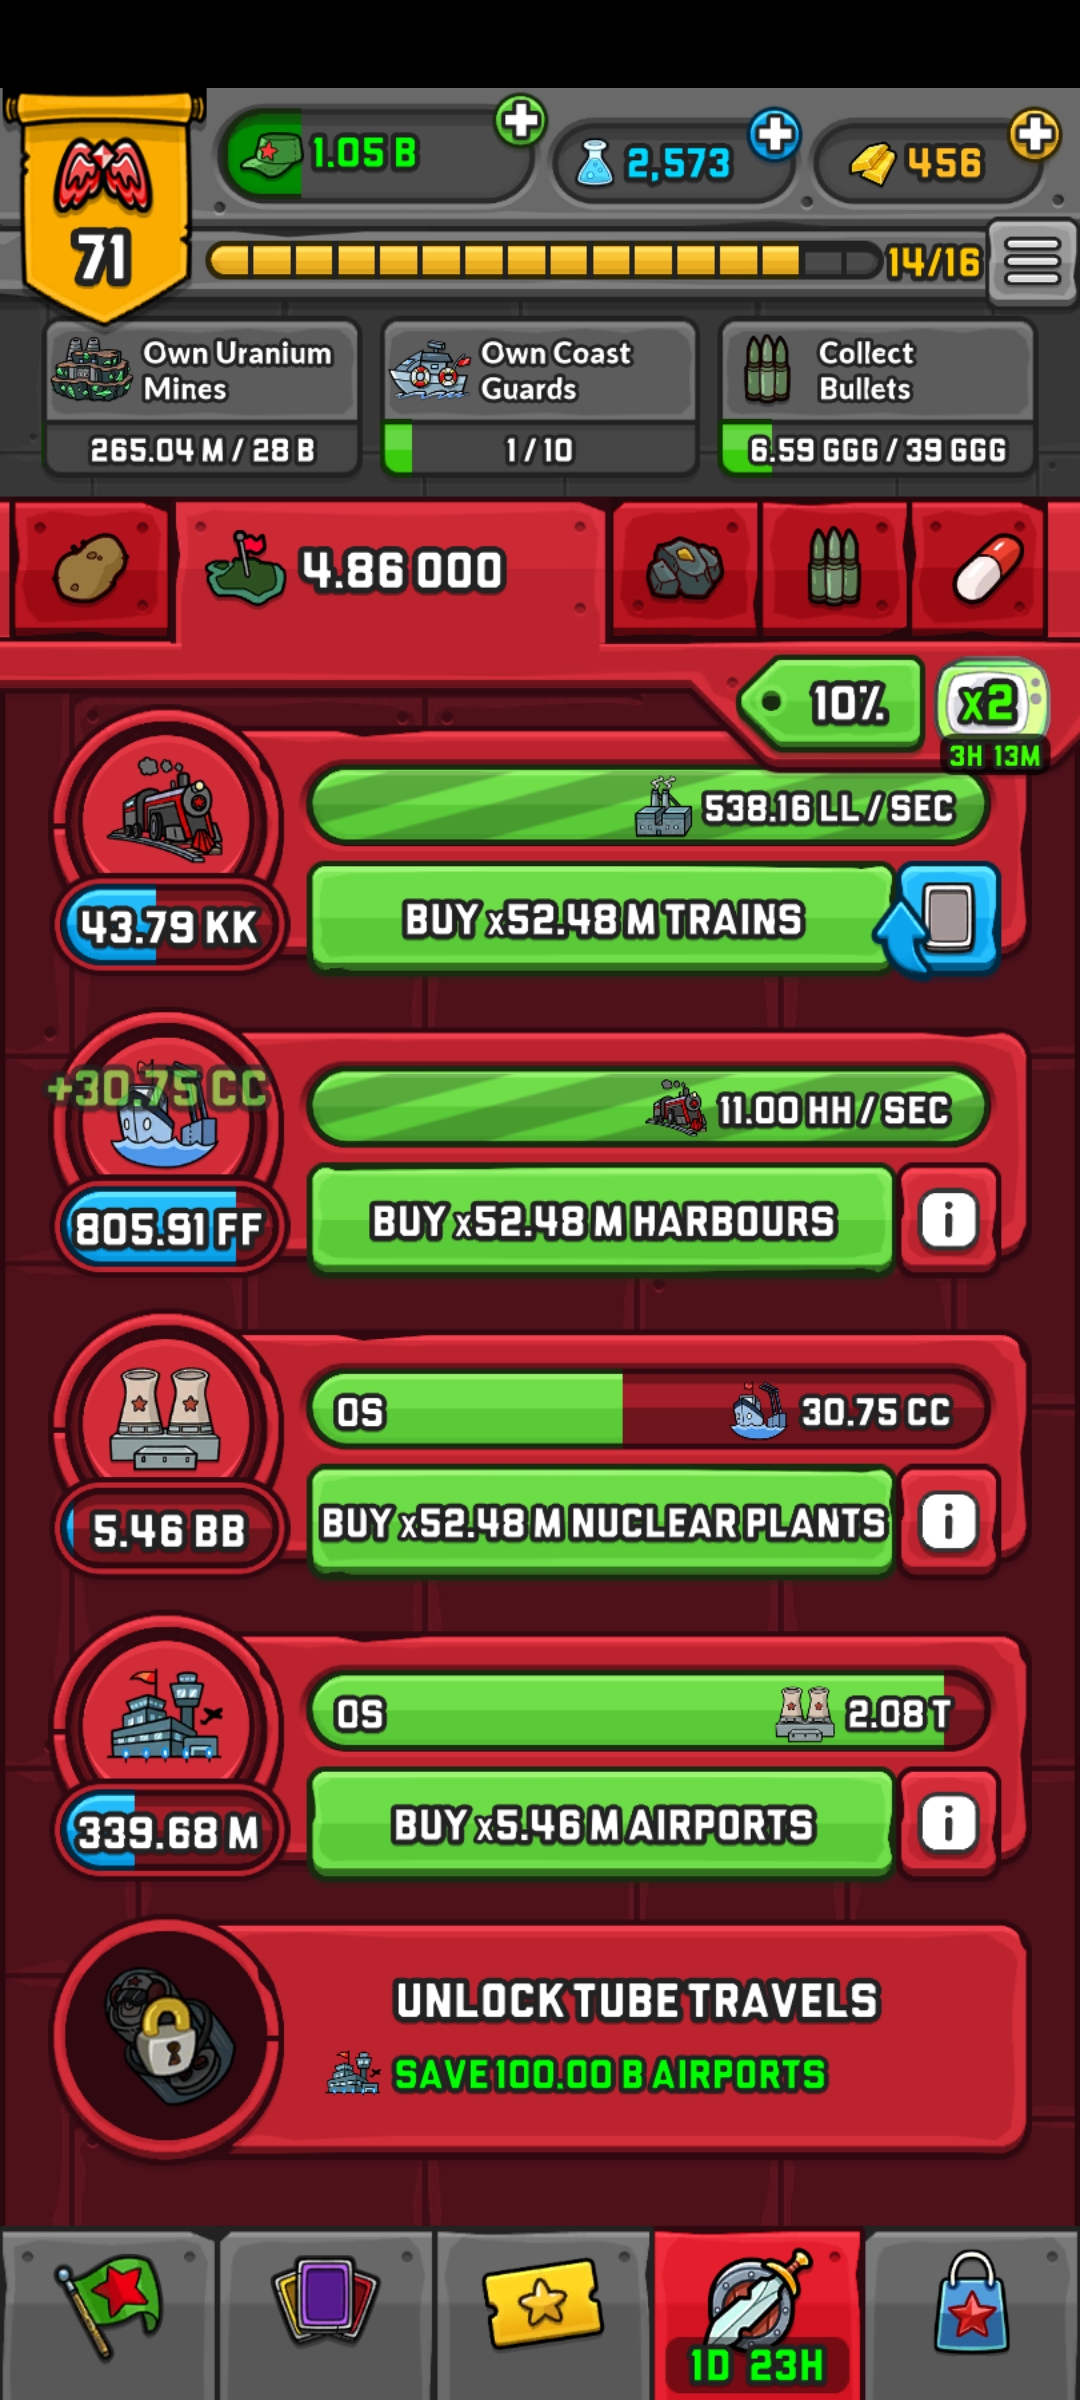 1.05 B
2,573
456
71
14/16
Own Uranium Mines
265.04 M / 28 B
Own Coast Guards
1 / 10
Collect Bullets
6.59 GGG / 39 GGG
4.86 000
10%
x2
3H 13M
538.16 LL / SEC
43.79 KK
BUY x52.48 M TRAINS
+30.75 CC
11.00 HH / SEC
805.91 FF
BUY x52.48 M HARBOURS
i
0S
30.75 CC
5.46 BB
BUY x52.48 M NUCLEAR PLANTS
i
0S
2.08 T
339.68 M
BUY x5.46 M AIRPORTS
i
UNLOCK TUBE TRAVELS
SAVE 100.00 B AIRPORTS
1D 23H